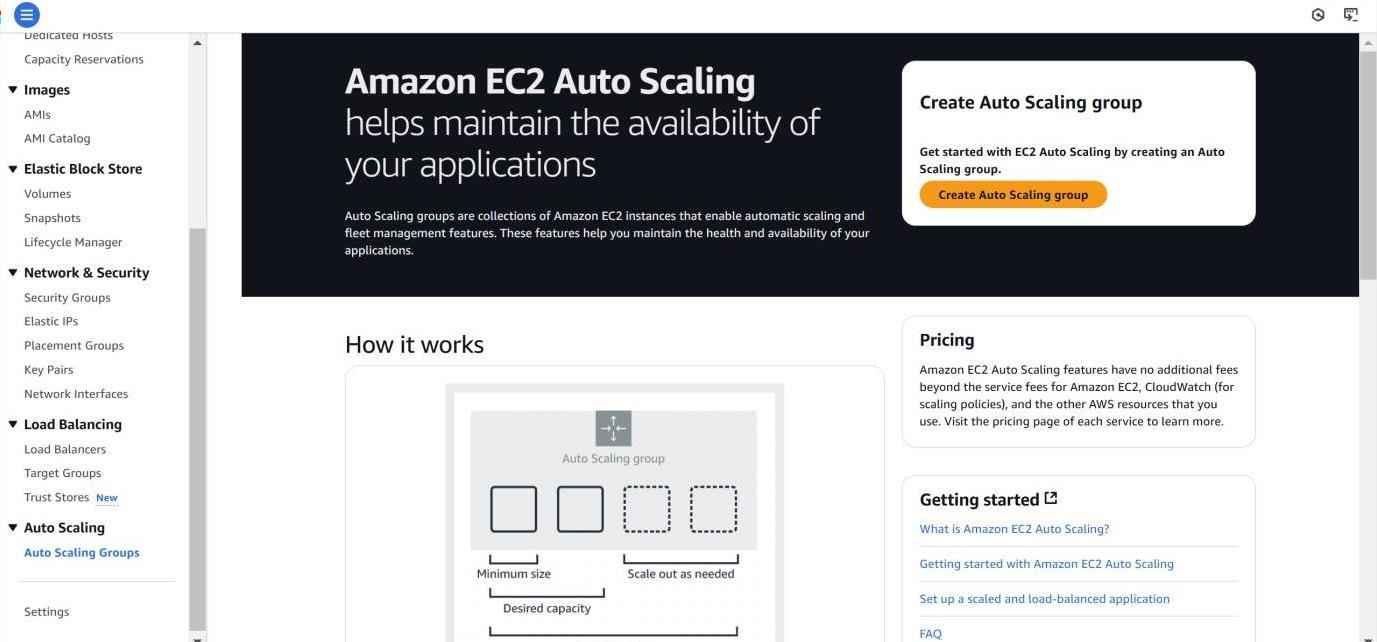 Dedicated Hosts
Capacity Reservations
Images
AMIs
AMI Catalog
Elastic Block Store
Volumes
Snapshots
Lifecycle Manager
Network & Security
Security Groups
Elastic IPs
Placement Groups
Key Pairs
Network Interfaces
Load Balancing
Load Balancers
Target Groups
Trust Stores New
Auto Scaling
Auto Scaling Groups
Settings
Amazon EC2 Auto Scaling
helps maintain the availability of
your applications
Auto Scaling groups are collections of Amazon EC2 instances that enable automatic scaling and
fleet management features. These features help you maintain the health and availability of your
applications.
Create Auto Scaling group
Get started with EC2 Auto Scaling by creating an Auto
Scaling group.
Create Auto Scaling group
How it works
Auto Scaling group
Minimum size
Scale out as needed
Desired capacity
Pricing
Amazon EC2 Auto Scaling features have no additional fees
beyond the service fees for Amazon EC2, CloudWatch (for
scaling policies), and the other AWS resources that you
use. Visit the pricing page of each service to learn more.
Getting started
What is Amazon EC2 Auto Scaling?
Getting started with Amazon EC2 Auto Scaling
Set up a scaled and load-balanced application
FAQ